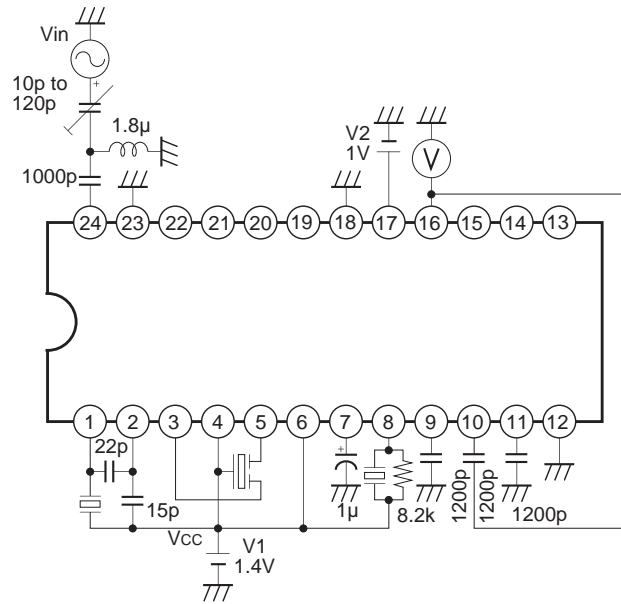 Vin
+
10p to
120p
1.8µ
1000p
V2
1V
V
24 23 22 21 20 19 18 17 16 15 14 13
1 2 3 4 5 6 7 8 9 10 11 12
22p
15p
VCC
V1
1.4V
+
1µ
8.2k
1200p
1200p
1200p